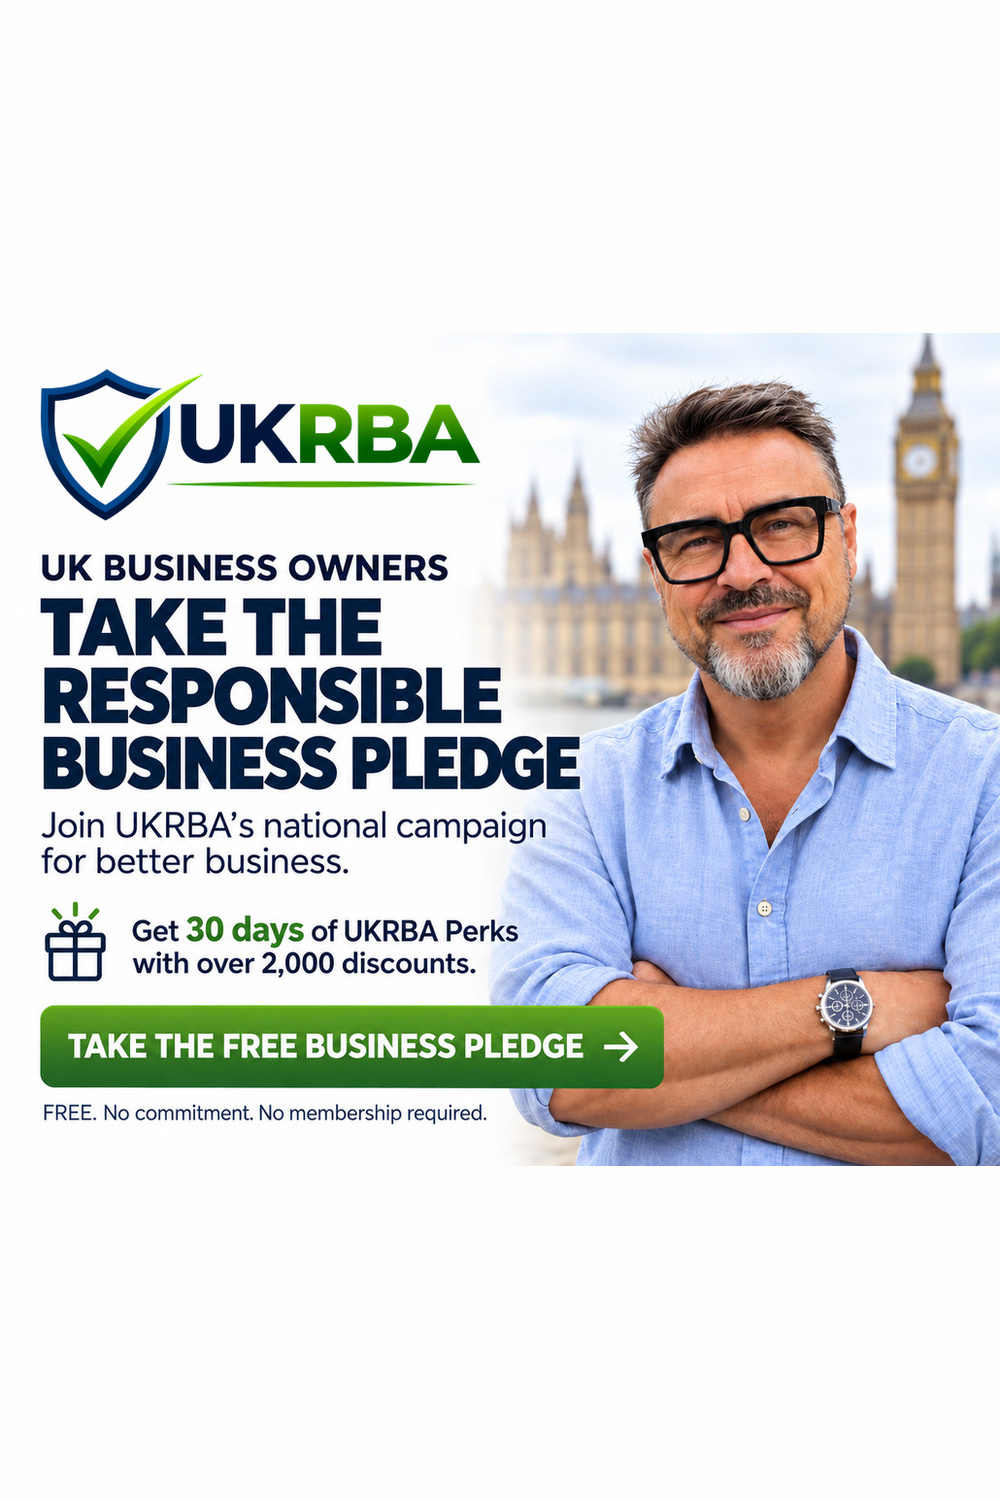 UKRBA
UK BUSINESS OWNERS
TAKE THE
RESPONSIBLE
BUSINESS PLEDGE
Join UKRBA's national campaign
for better business.
Get 30 days of UKRBA Perks
with over 2,000 discounts.
TAKE THE FREE BUSINESS PLEDGE →
FREE. No commitment. No membership required.